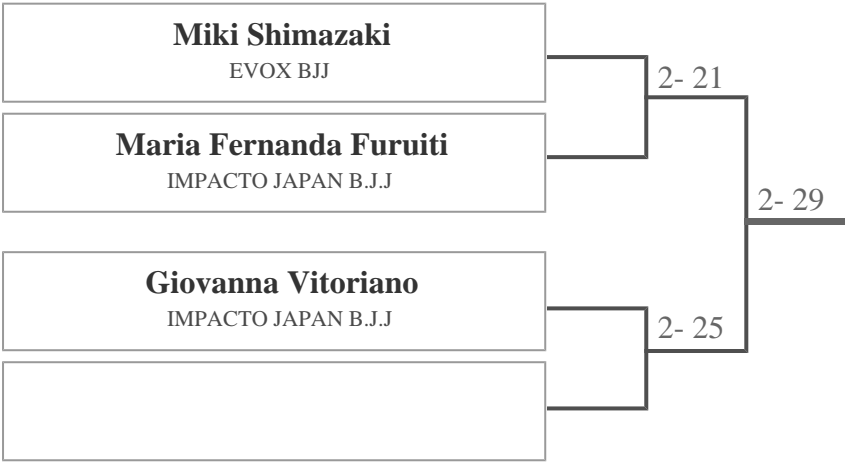 Miki Shimazaki
EVOX BJJ
2- 21
Maria Fernanda Furuiti
IMPACTO JAPAN B.J.J
2- 29
Giovanna Vitoriano
IMPACTO JAPAN B.J.J
2- 25